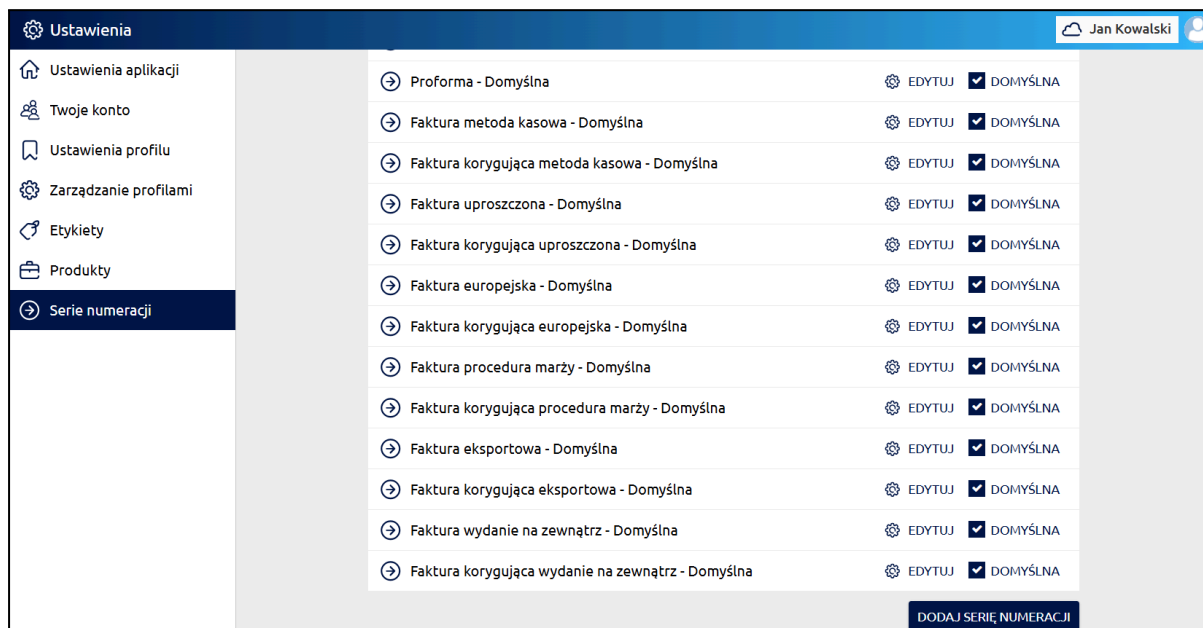 Ustawienia
Jan Kowalski
Ustawienia aplikacji
Twoje konto
Ustawienia profilu
Zarządzanie profilami
Etykiety
Produkty
Serie numeracji
Proforma - Domyślna EDYTUJ DOMYŚLNA
Faktura metoda kasowa - Domyślna EDYTUJ DOMYŚLNA
Faktura korygująca metoda kasowa - Domyślna EDYTUJ DOMYŚLNA
Faktura uproszczona - Domyślna EDYTUJ DOMYŚLNA
Faktura korygująca uproszczona - Domyślna EDYTUJ DOMYŚLNA
Faktura europejska - Domyślna EDYTUJ DOMYŚLNA
Faktura korygująca europejska - Domyślna EDYTUJ DOMYŚLNA
Faktura procedura marży - Domyślna EDYTUJ DOMYŚLNA
Faktura korygująca procedura marży - Domyślna EDYTUJ DOMYŚLNA
Faktura eksportowa - Domyślna EDYTUJ DOMYŚLNA
Faktura korygująca eksportowa - Domyślna EDYTUJ DOMYŚLNA
Faktura wydanie na zewnątrz - Domyślna EDYTUJ DOMYŚLNA
Faktura korygująca wydanie na zewnątrz - Domyślna EDYTUJ DOMYŚLNA
DODAJ SERIĘ NUMERACJI